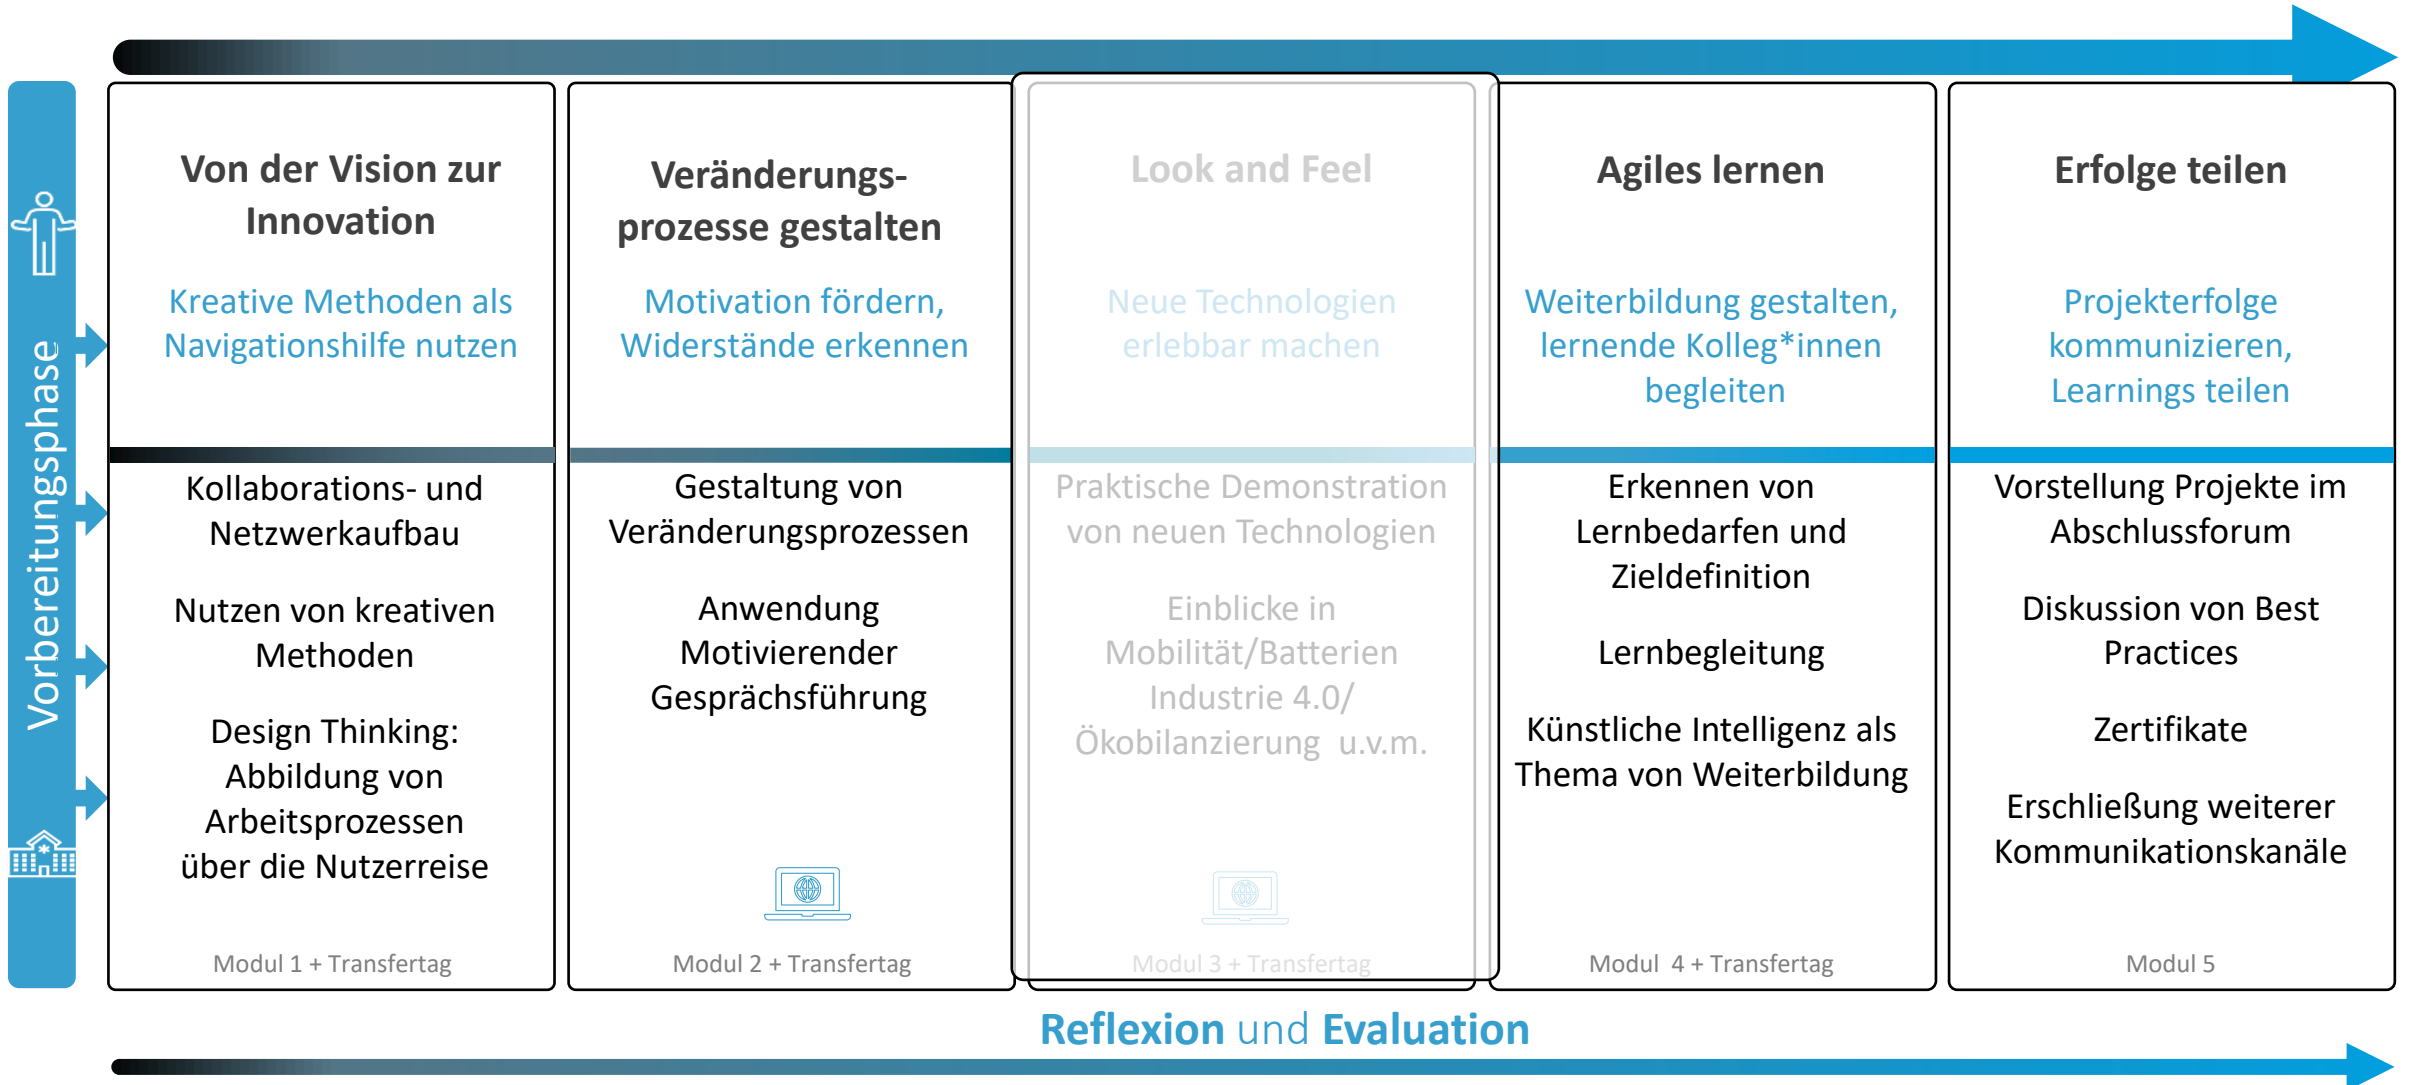 Vorbereitungsphase
Von der Vision zur
Innovation
Kreative Methoden als
Navigationshilfe nutzen
Kollaborations- und
Netzwerkaufbau
Nutzen von kreativen
Methoden
Design Thinking:
Abbildung von
Arbeitsprozessen
über die Nutzerreise
Modul 1 + Transfertag
Veränderungs-
prozesse gestalten
Motivation fördern,
Widerstände erkennen
Gestaltung von
Veränderungsprozessen
Anwendung
Motivierender
Gesprächsführung
Modul 2 + Transfertag
Look and Feel
Neue Technologien
erlebbar machen
Praktische Demonstration
von neuen Technologien
Einblicke in
Mobilität/Batterien
Industrie 4.0/
Ökobilanzierung  u.v.m.
Modul 3 + Transfertag
Agiles lernen
Weiterbildung gestalten,
lernende Kolleg*innen
begleiten
Erkennen von
Lernbedarfen und
Zieldefinition
Lernbegleitung
Künstliche Intelligenz als
Thema von Weiterbildung
Modul  4 + Transfertag
Erfolge teilen
Projekterfolge
kommunizieren,
Learnings teilen
Vorstellung Projekte im
Abschlussforum
Diskussion von Best
Practices
Zertifikate
Erschließung weiterer
Kommunikationskanäle
Modul 5
Reflexion und Evaluation